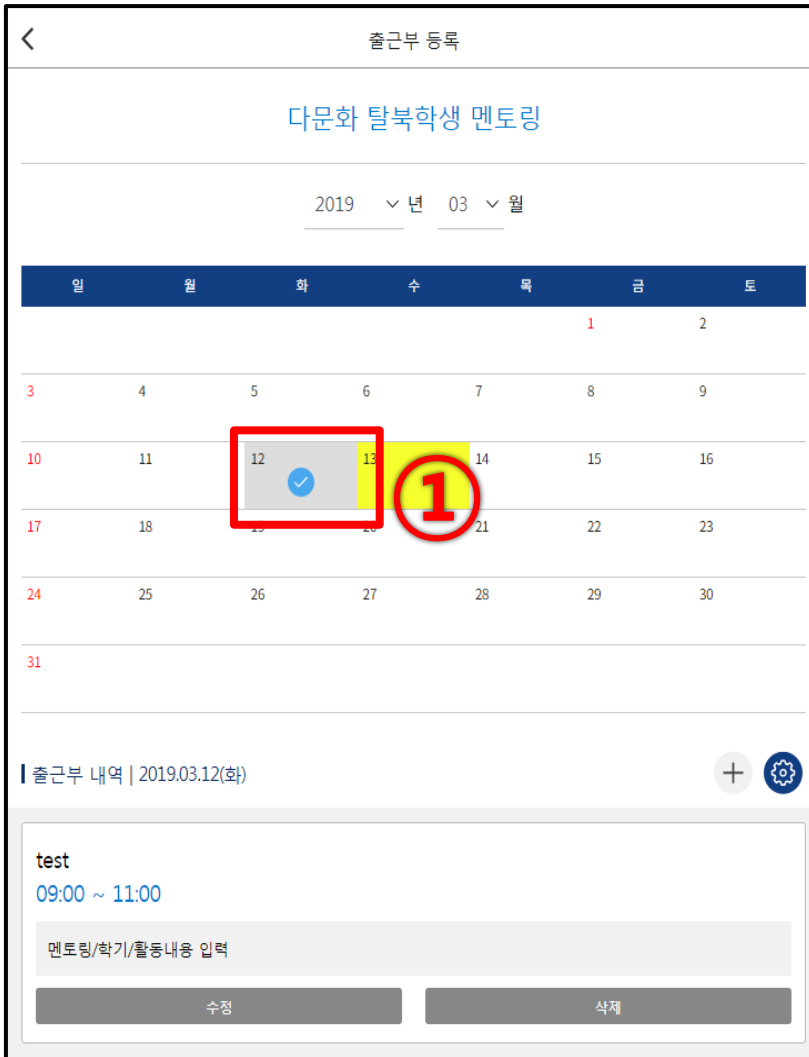 출근부 등록
다문화 탈북학생 멘토링
2019 년 03 월
일 월 화 수 목 금 토
1 2
3 4 5 6 7 8 9
10 11 12 13 14 15 16
①
17 18 19 20 21 22 23
24 25 26 27 28 29 30
31
출근부 내역 | 2019.03.12(화)
test
09:00 ~ 11:00
멘토링/학기/활동내용 입력
수정 삭제